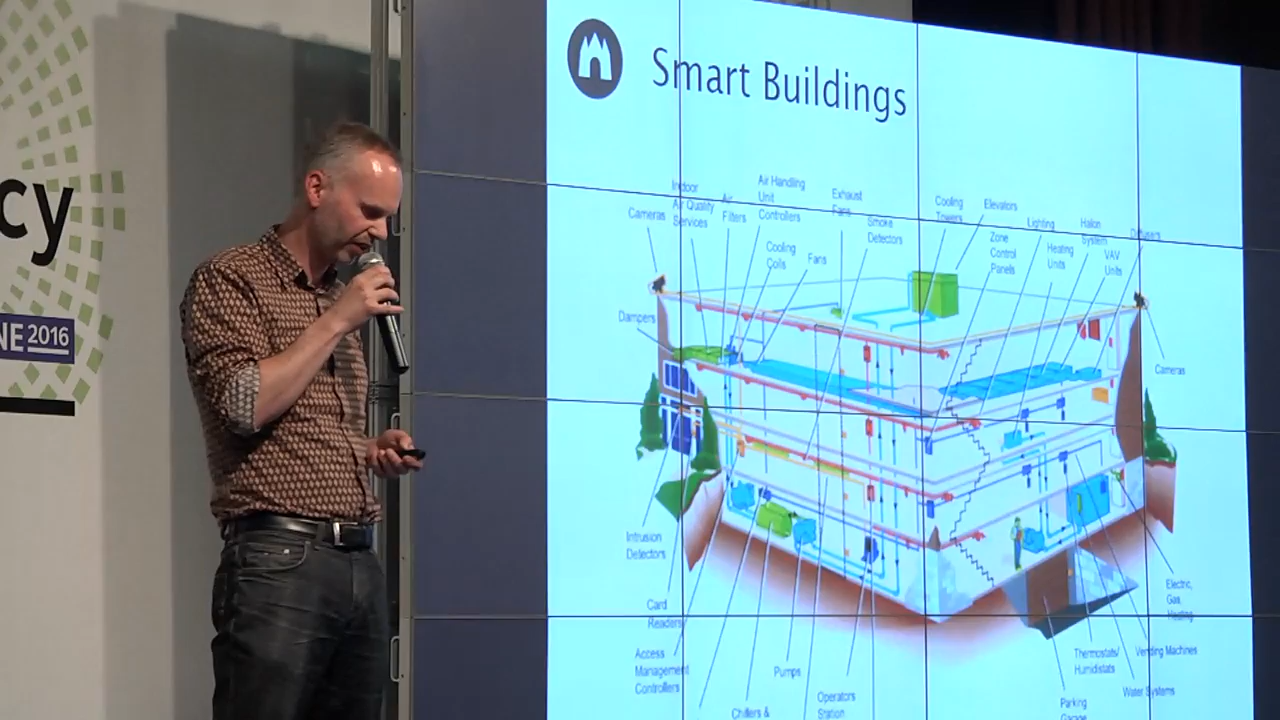 cy
NE 2016
Smart Buildings
Cameras
Indoor
Air Quality
Services
Air
Filters
Air Handling
Unit
Controllers
Cooling
Coils
Fans
Exhaust
Fans
Smoke
Detectors
Cooling
Towers
Elevators
Zone
Control
Panels
Lighting
Heating
Units
Halon
System
VAV
Units
Diffusers
Dampers
Cameras
Intrusion
Detectors
Card
Readers
Access
Management
Controllers
Chillers &
Pumps
Operators
Station
Parking
Garage
Thermostats/
Humidistats
Water Systems
Vending Machines
Electric,
Gas,
Heating